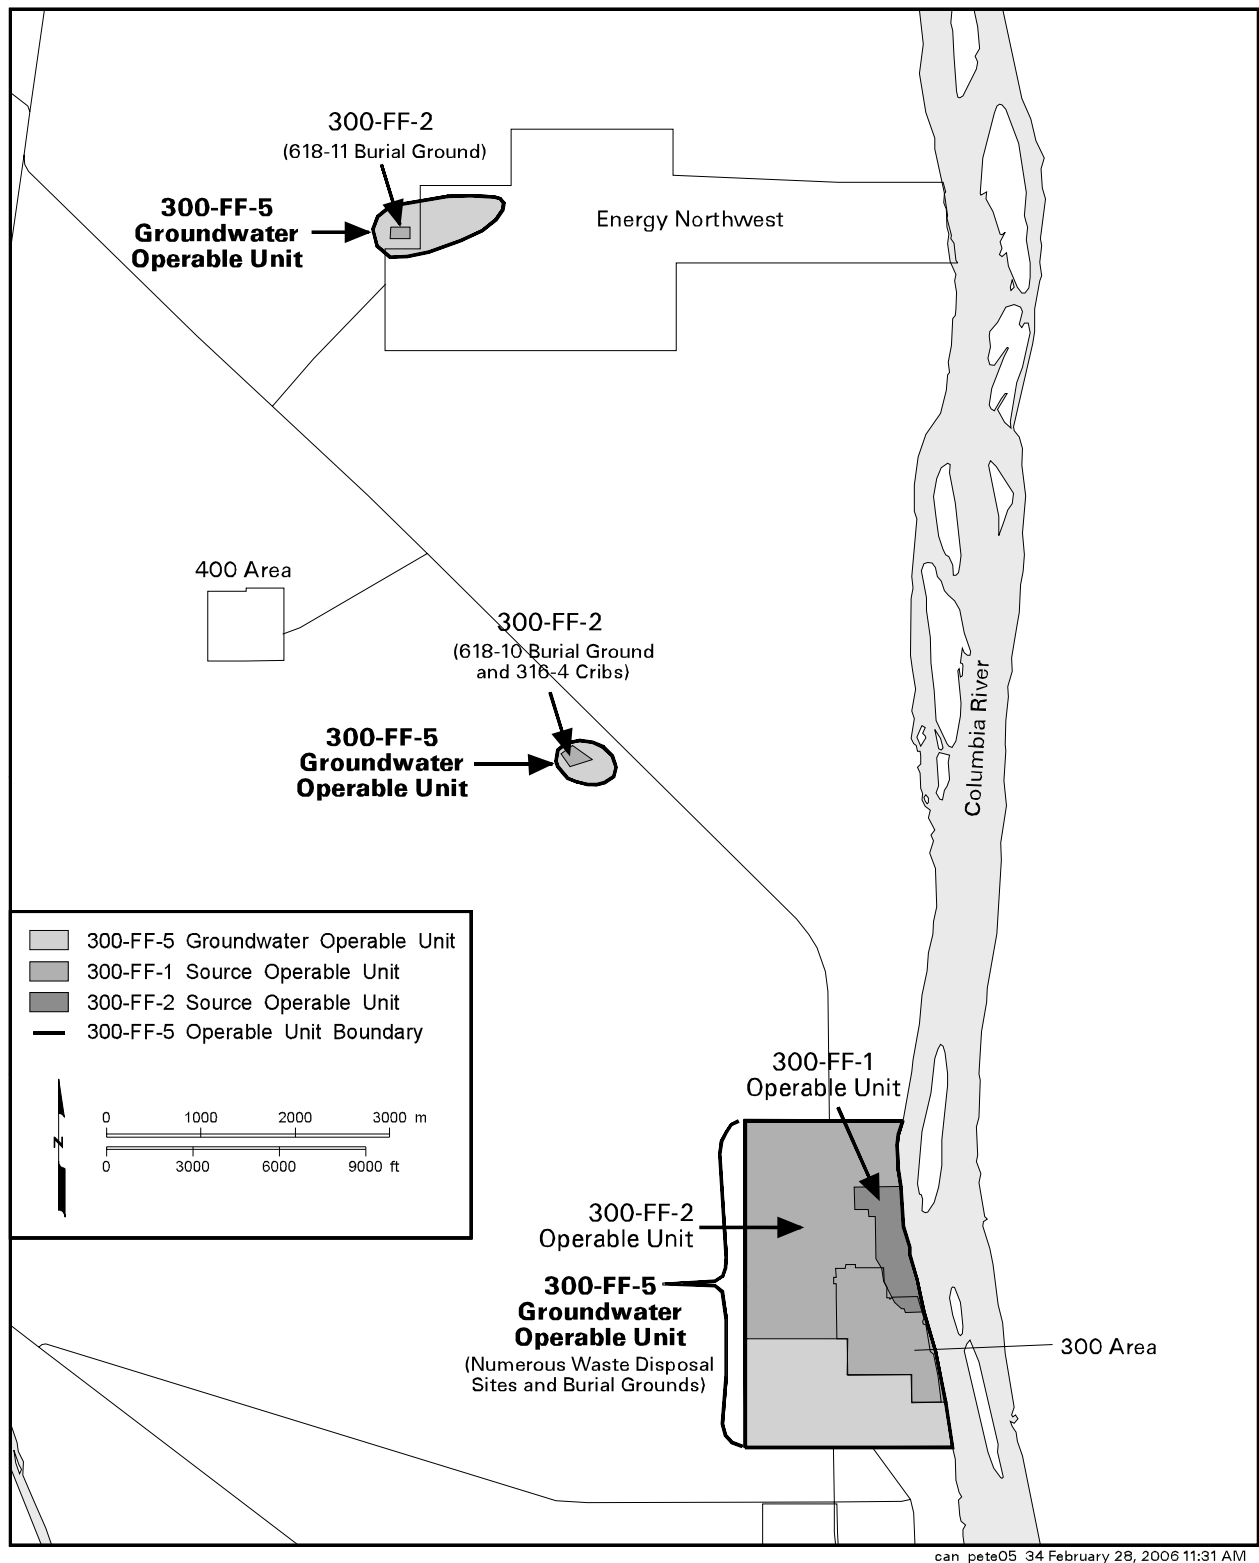 300-FF-2
(618-11 Burial Ground)
300-FF-5
Groundwater
Operable Unit
Energy Northwest
400 Area
300-FF-2
(618-10 Burial Ground
and 316-4 Cribs)
300-FF-5
Groundwater
Operable Unit
Columbia River
300-FF-5 Groundwater Operable Unit
300-FF-1 Source Operable Unit
300-FF-2 Source Operable Unit
300-FF-5 Operable Unit Boundary
N
0 1000 2000 3000 m
0 3000 6000 9000 ft
300-FF-1
Operable Unit
300-FF-2
Operable Unit
300-FF-5
Groundwater
Operable Unit
(Numerous Waste Disposal
Sites and Burial Grounds)
300 Area
can_pete05_34 February 28, 2006 11:31 AM